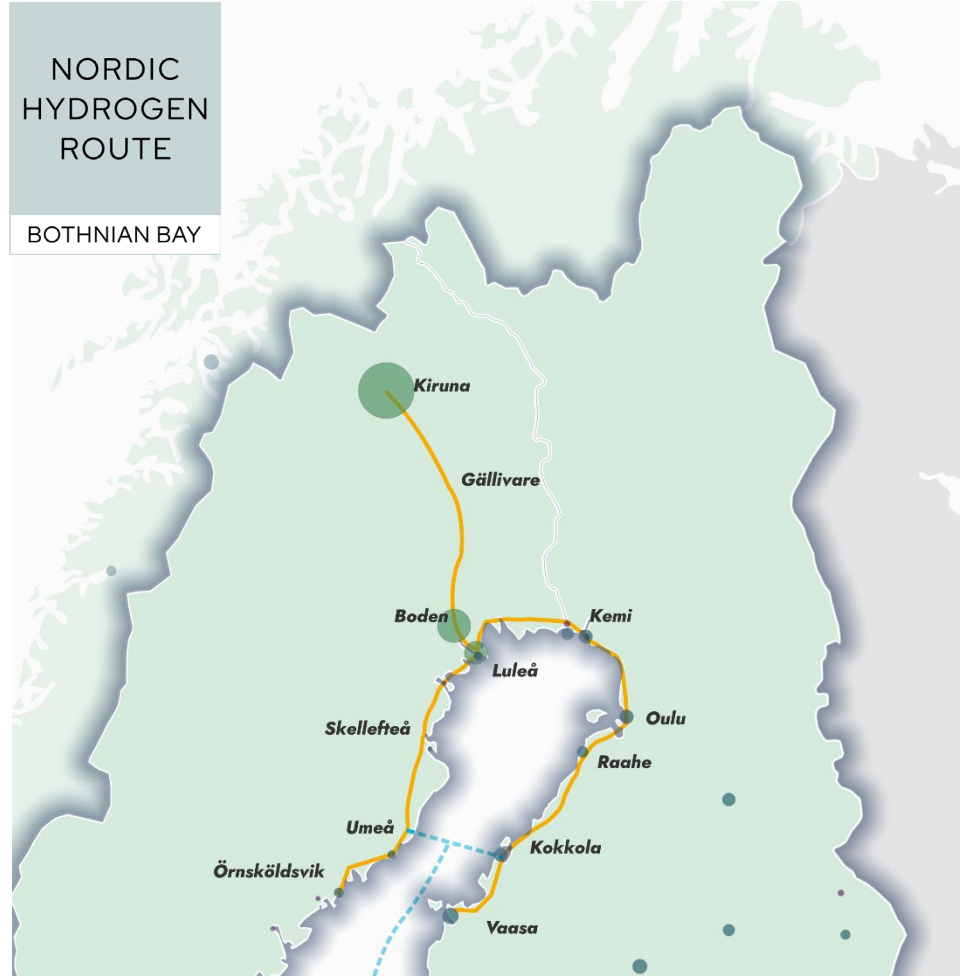 NORDIC
HYDROGEN
ROUTE
BOTHNIAN BAY
Kiruna
Gällivare
Boden
Kemi
Luleå
Oulu
Skellefteå
Raahe
Umeå
Kokkola
Örnsköldsvik
Vaasa